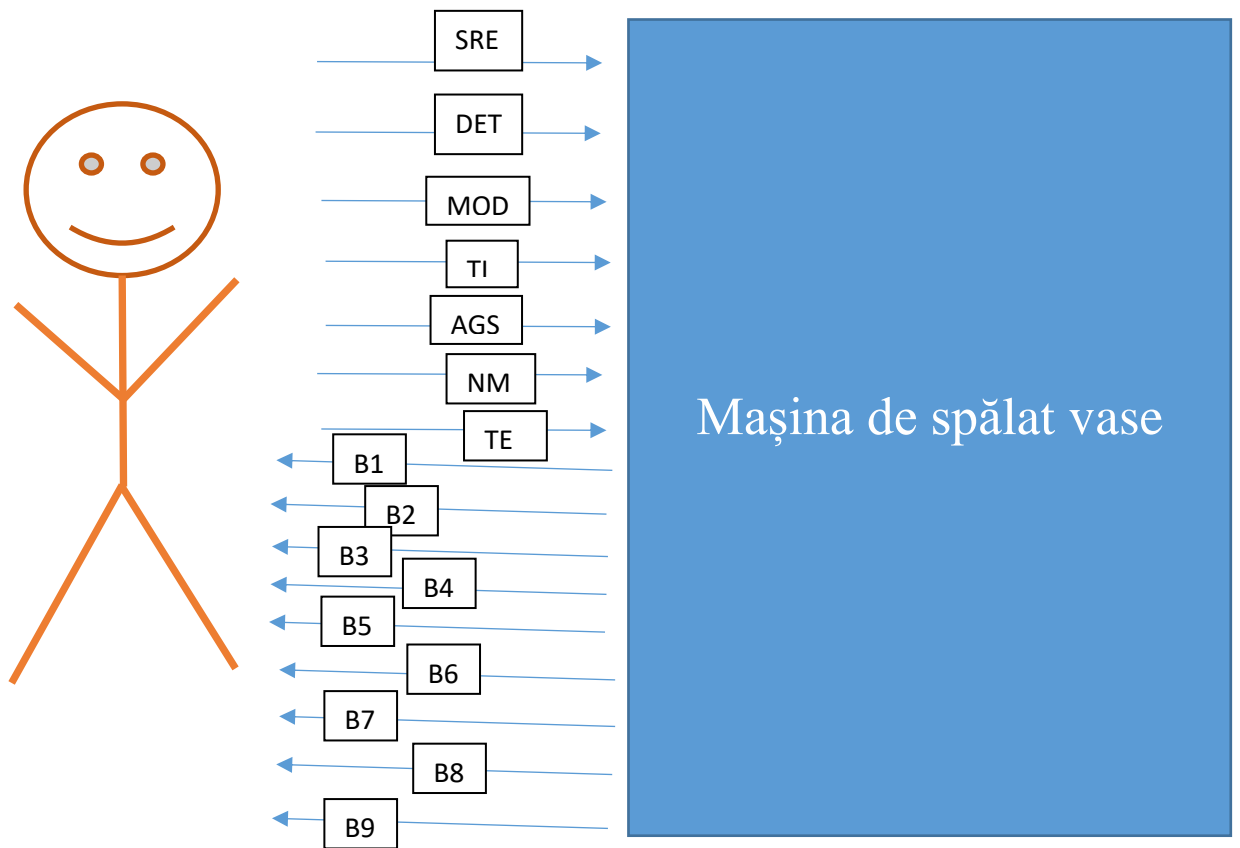 SRE
DET
MOD
TI
AGS
NM
TE
Mașina de spălat vase
B1
B2
B3
B4
B5
B6
B7
B8
B9